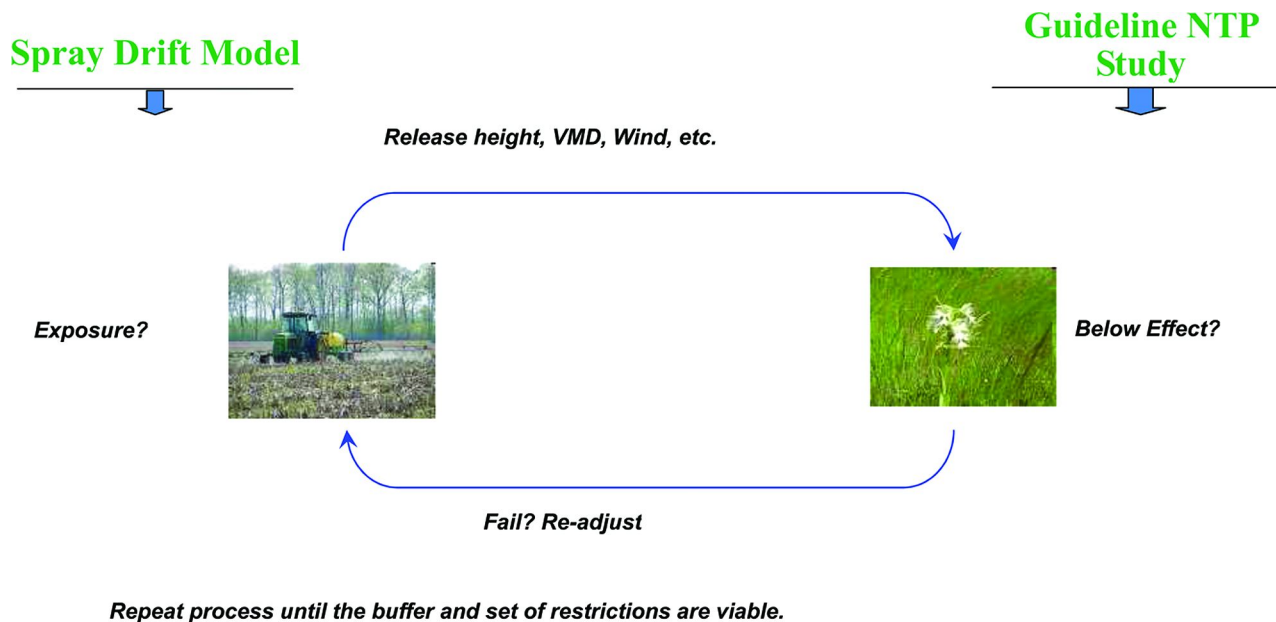 Spray Drift Model
Guideline NTP
Study
Release height, VMD, Wind, etc.
Exposure?
Below Effect?
Fail? Re-adjust
Repeat process until the buffer and set of restrictions are viable.